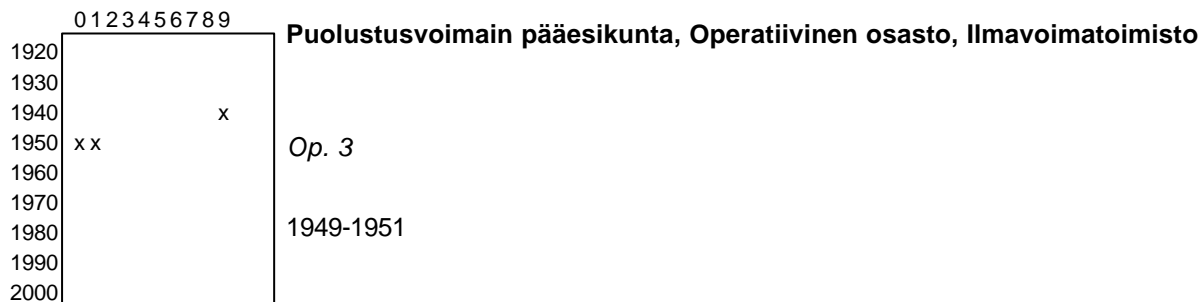 0123456789
Puolustusvoimain pääesikunta, Operatiivinen osasto, Ilmavoimatoimisto
1920
1930
1940 x
1950 x x
Op. 3
1960
1970
1980
1949-1951
1990
2000